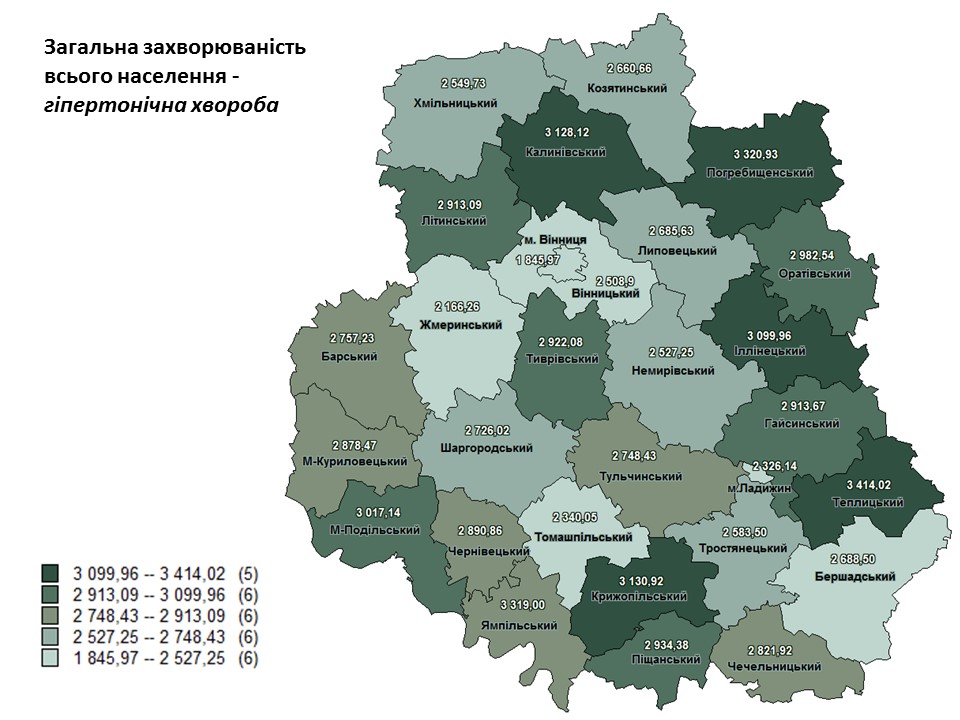 Загальна захворюваність
всього населення -
гіпертонічна хвороба
2 660,66
Козятинський
2 549,73
Хмільницький
3 128,12
Калинівський
3 320,93
Погребищенський
2 913,09
Літинський
2 685,63
Липовецький
м. Вінниця
1 845,97
2 982,54
Оратівський
2 508,9
Вінницький
2 166,26
Жмеринський
2 757,23
Барський
2 922,08
Тиврівський
2 527,25
Немирівський
3 099,96
Іллінецький
2 913,67
Гайсинський
2 726,02
Шаргородський
2 878,47
М-Куриловецький
2 748,43
Тульчинський
2 326,14
м.Ладижин
3 414,02
Теплицький
3 017,14
М-Подільський
2 890,86
Чернівецький
2 340,05
Томашпільський
2 583,50
Тростянецький
2 688,50
Бершадський
3 130,92
Крижопільський
3 319,00
Ямпільський
2 934,38
Піщанський
2 821,92
Чечельницький
3 099,96 -- 3 414,02 (5)
2 913,09 -- 3 099,96 (6)
2 748,43 -- 2 913,09 (6)
2 527,25 -- 2 748,43 (6)
1 845,97 -- 2 527,25 (6)